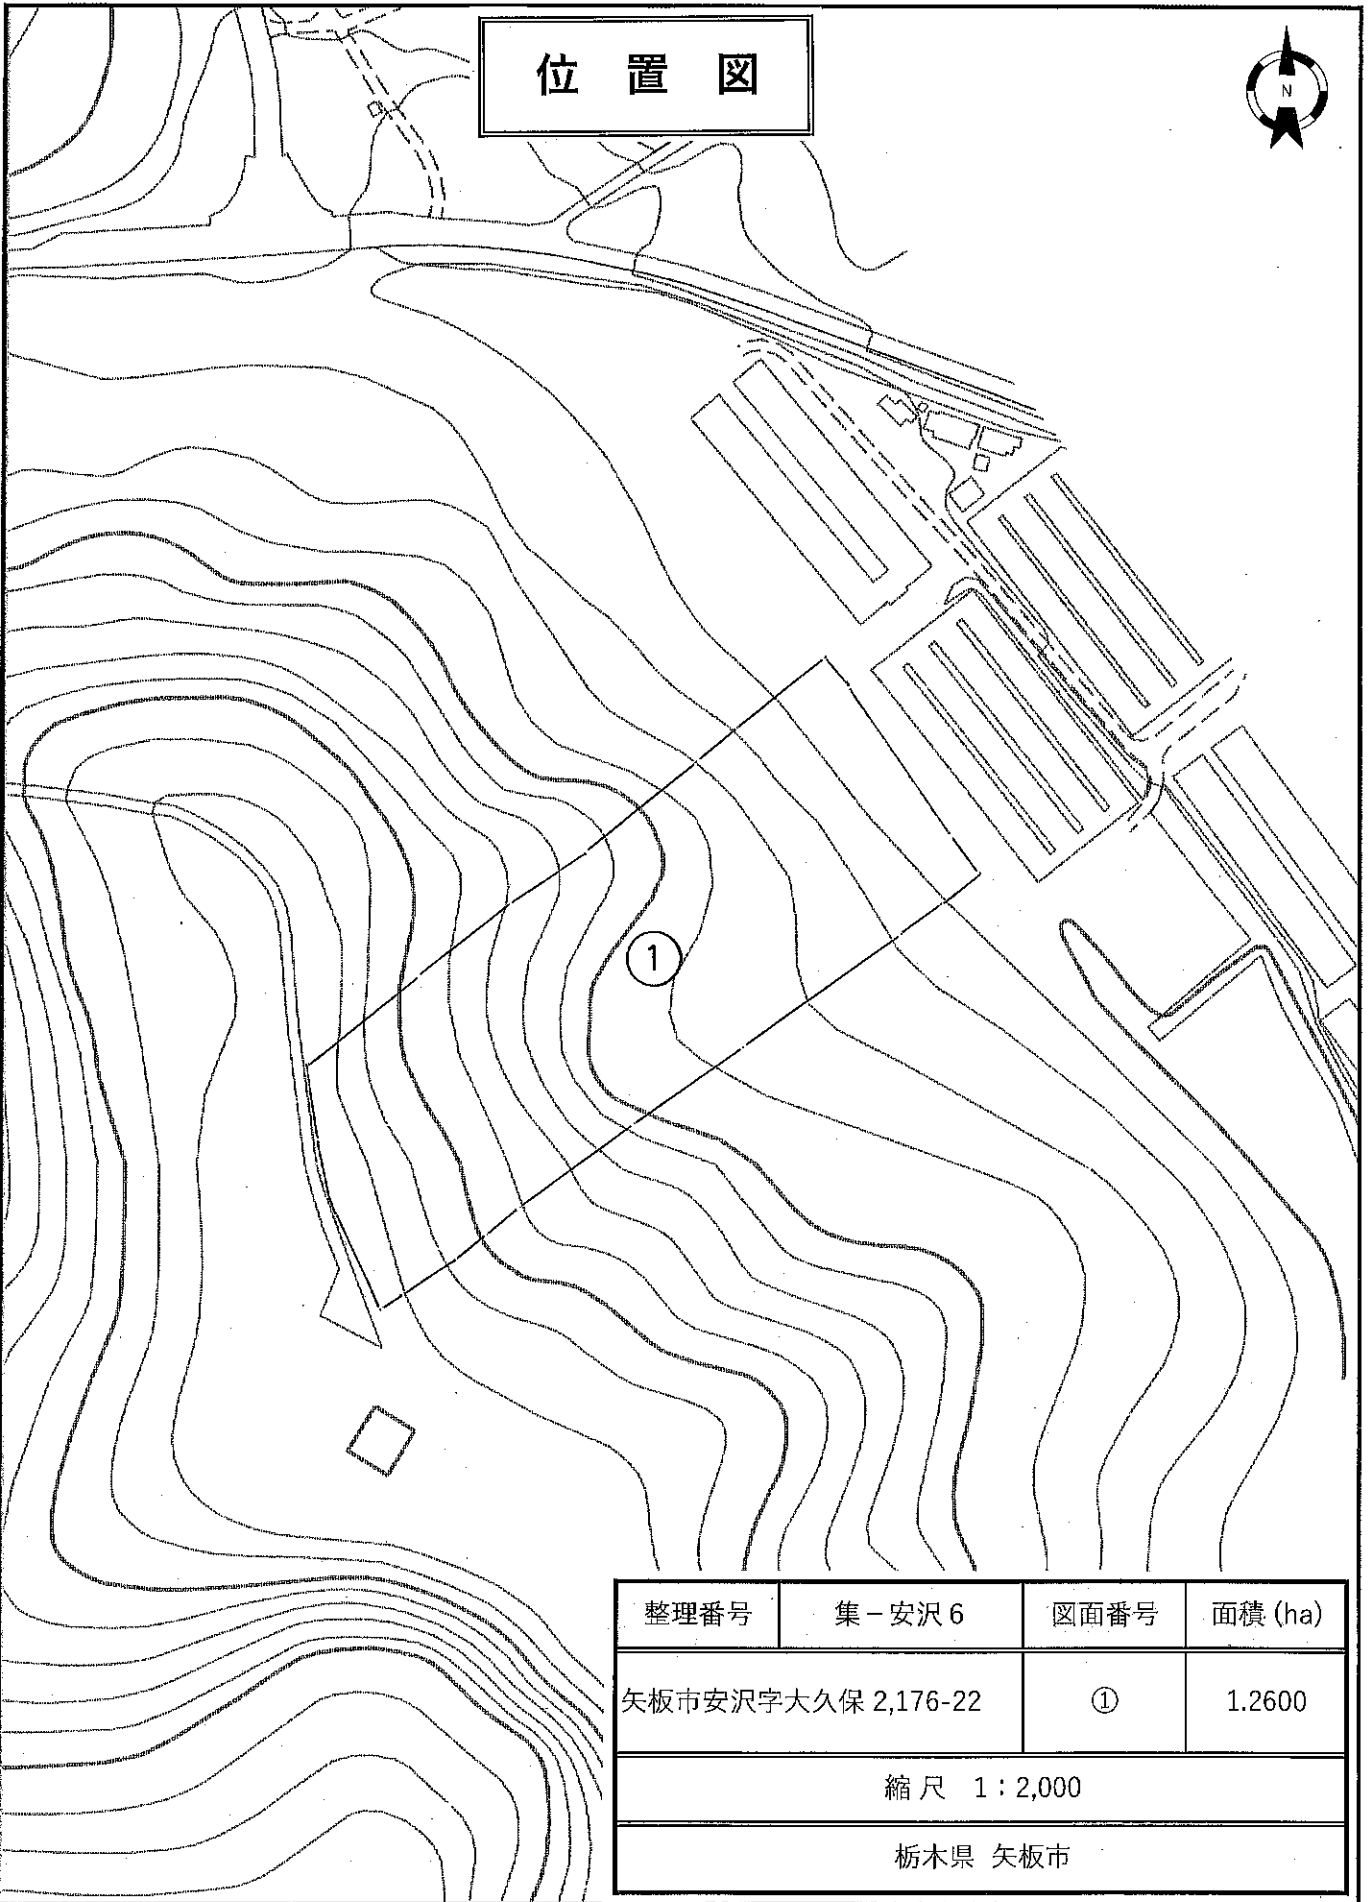 位置図
N
①
整理番号 集－安沢6 図面番号 面積(ha)
矢板市安沢字大久保 2,176-22 ① 1.2600
縮尺 1：2,000
栃木県 矢板市